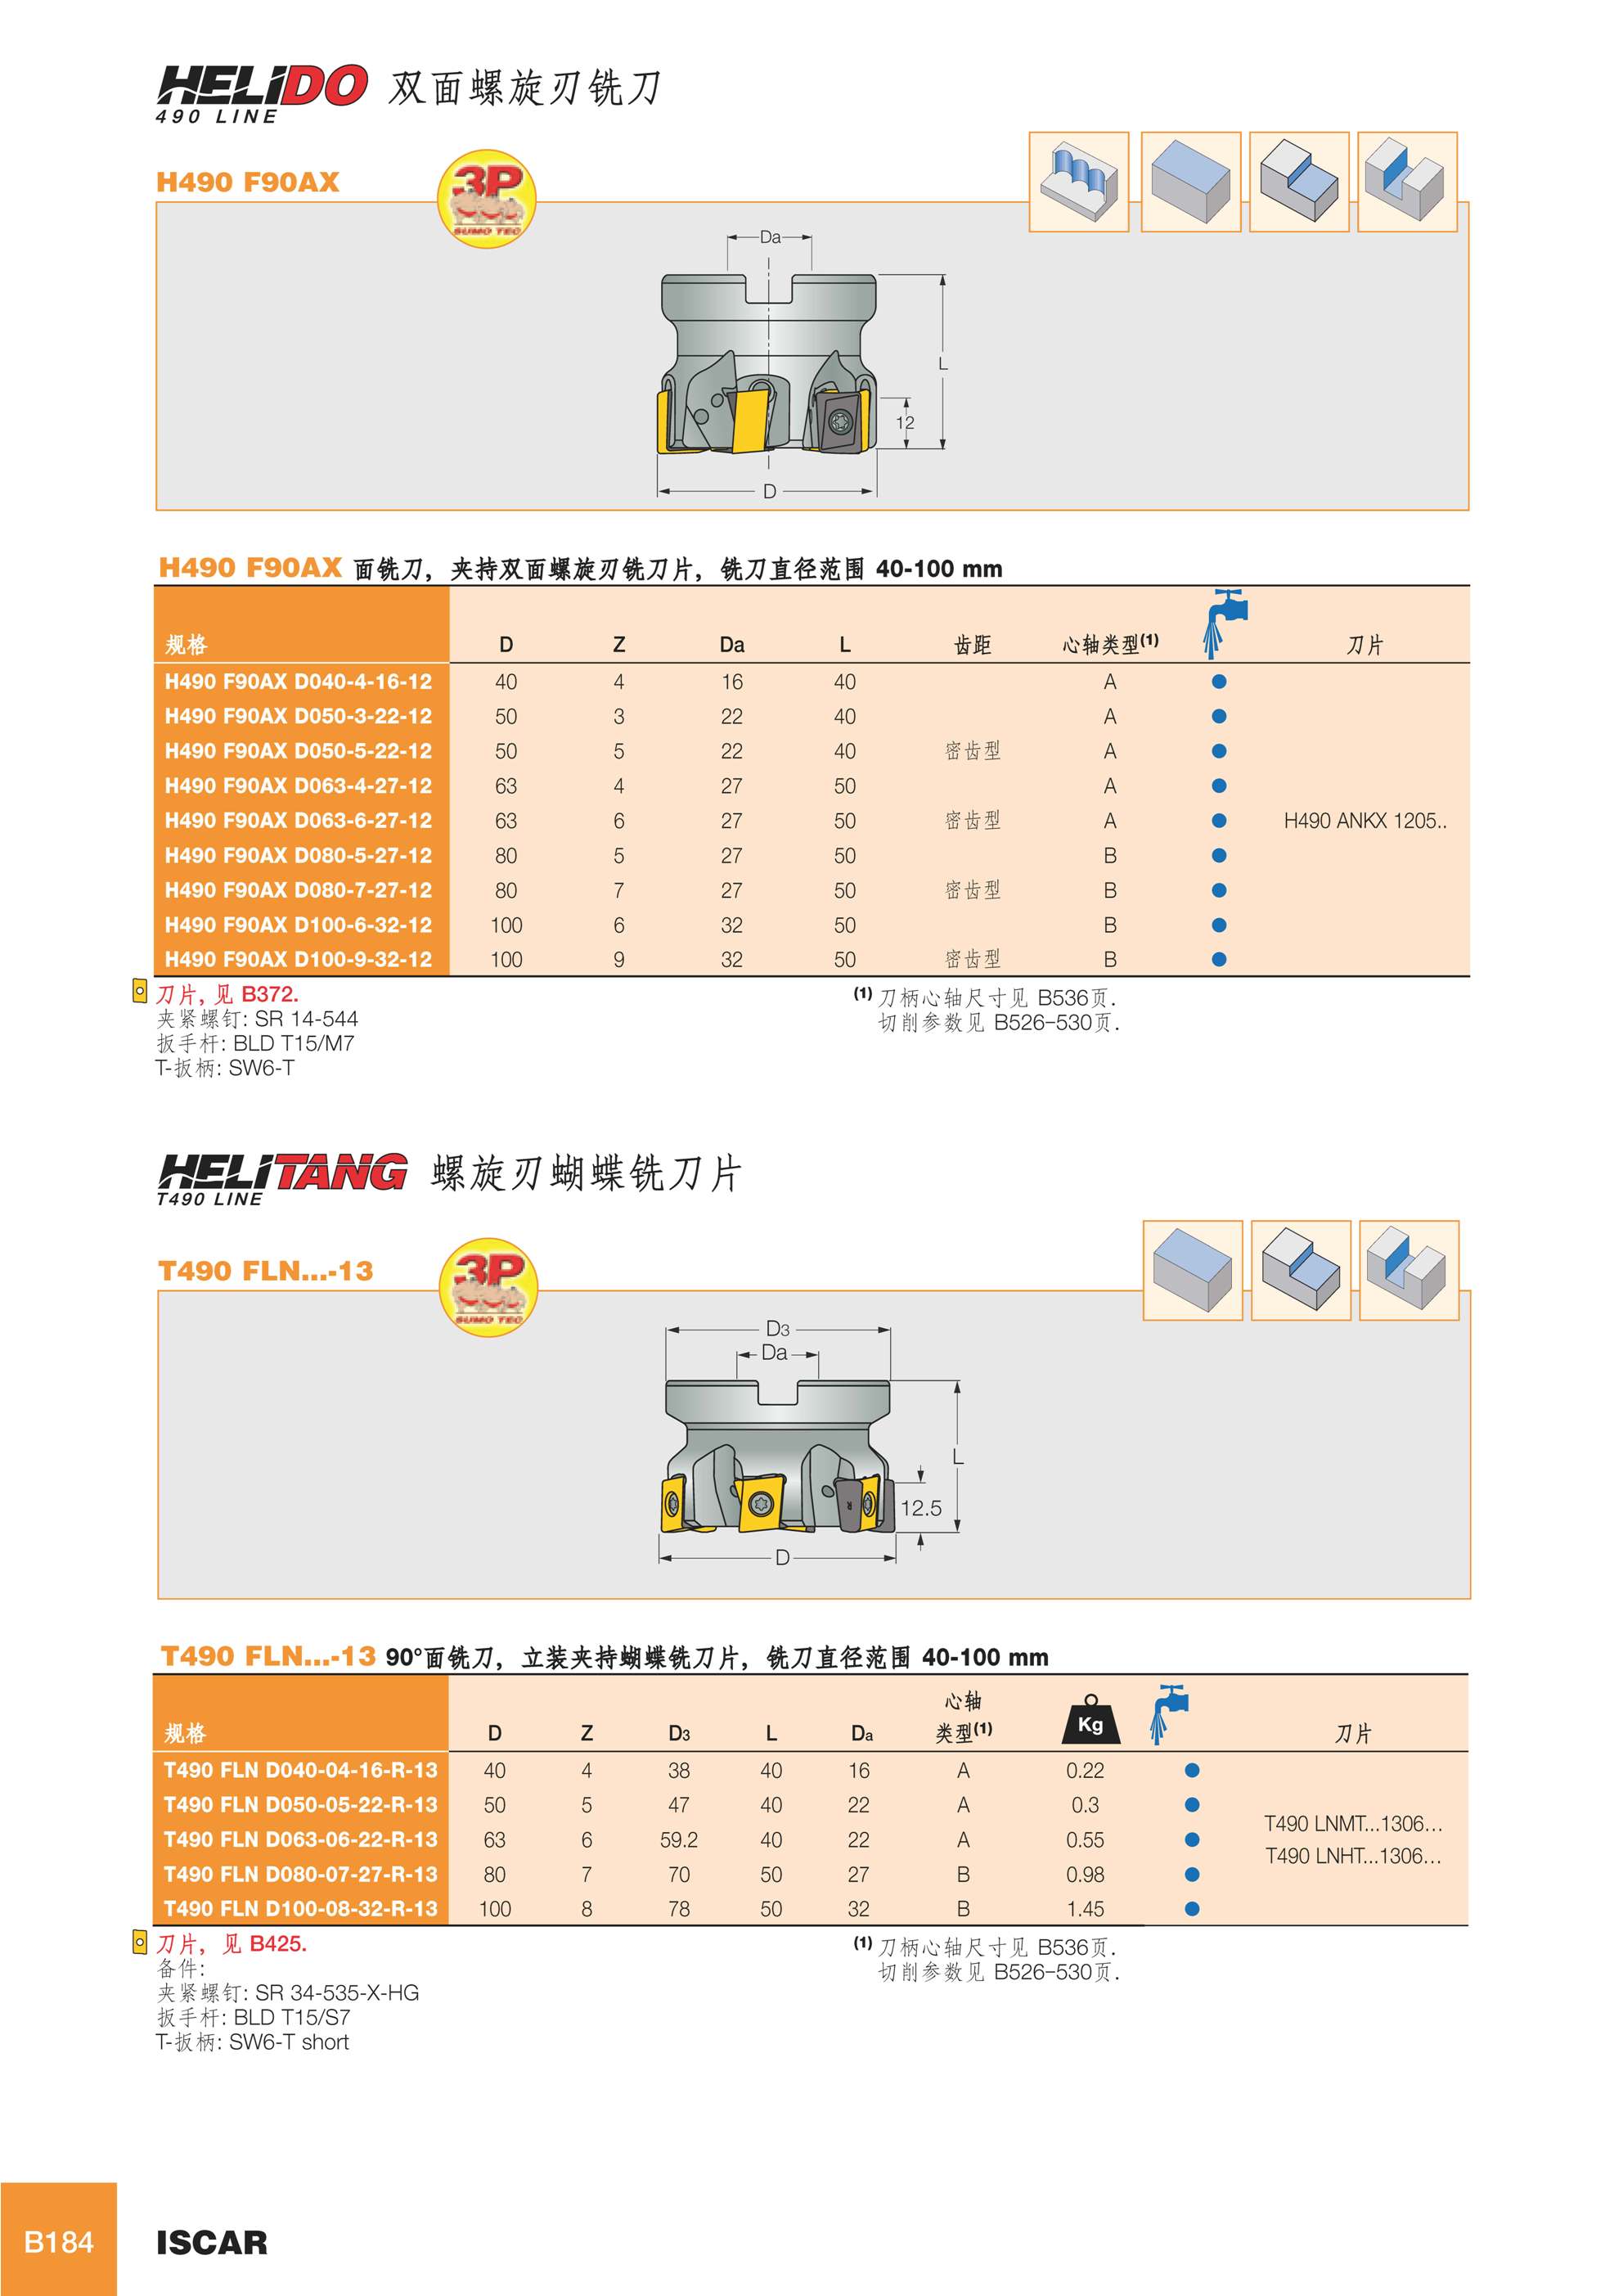 HELIDO 双面螺旋刃铣刀
490 LINE
H490 F90AX
3P
SUMO TEC
Da
L
12
D
H490 F90AX 面铣刀，夹持双面螺旋刃铣刀片，铣刀直径范围 40-100 mm
规格 D Z Da L 齿距 心轴类型(1) 刀片
H490 F90AX D040-4-16-12 40 4 16 40 A ●
H490 F90AX D050-3-22-12 50 3 22 40 A ●
H490 F90AX D050-5-22-12 50 5 22 40 密齿型 A ●
H490 F90AX D063-4-27-12 63 4 27 50 A ●
H490 F90AX D063-6-27-12 63 6 27 50 密齿型 A ● H490 ANKX 1205..
H490 F90AX D080-5-27-12 80 5 27 50 B ●
H490 F90AX D080-7-27-12 80 7 27 50 密齿型 B ●
H490 F90AX D100-6-32-12 100 6 32 50 B ●
H490 F90AX D100-9-32-12 100 9 32 50 密齿型 B ●
刀片, 见 B372.
夹紧螺钉: SR 14-544
扳手杆: BLD T15/M7
T-扳柄: SW6-T
(1) 刀柄心轴尺寸见 B536页.
切削参数见 B526-530页.
HELITANG 螺旋刃蝴蝶铣刀片
T490 LINE
T490 FLN...-13
3P
SUMO TEC
D3
Da
L
12.5
D
T490 FLN...-13 90°面铣刀，立装夹持蝴蝶铣刀片，铣刀直径范围 40-100 mm
规格 D Z D3 L Da 心轴类型(1) Kg 刀片
T490 FLN D040-04-16-R-13 40 4 38 40 16 A 0.22 ●
T490 FLN D050-05-22-R-13 50 5 47 40 22 A 0.3 ●
T490 LNMT...1306...
T490 FLN D063-06-22-R-13 63 6 59.2 40 22 A 0.55 ●
T490 LNHT...1306...
T490 FLN D080-07-27-R-13 80 7 70 50 27 B 0.98 ●
T490 FLN D100-08-32-R-13 100 8 78 50 32 B 1.45 ●
刀片，见 B425.
备件:
夹紧螺钉: SR 34-535-X-HG
扳手杆: BLD T15/S7
T-扳柄: SW6-T short
(1) 刀柄心轴尺寸见 B536页.
切削参数见 B526-530页.
B184 ISCAR